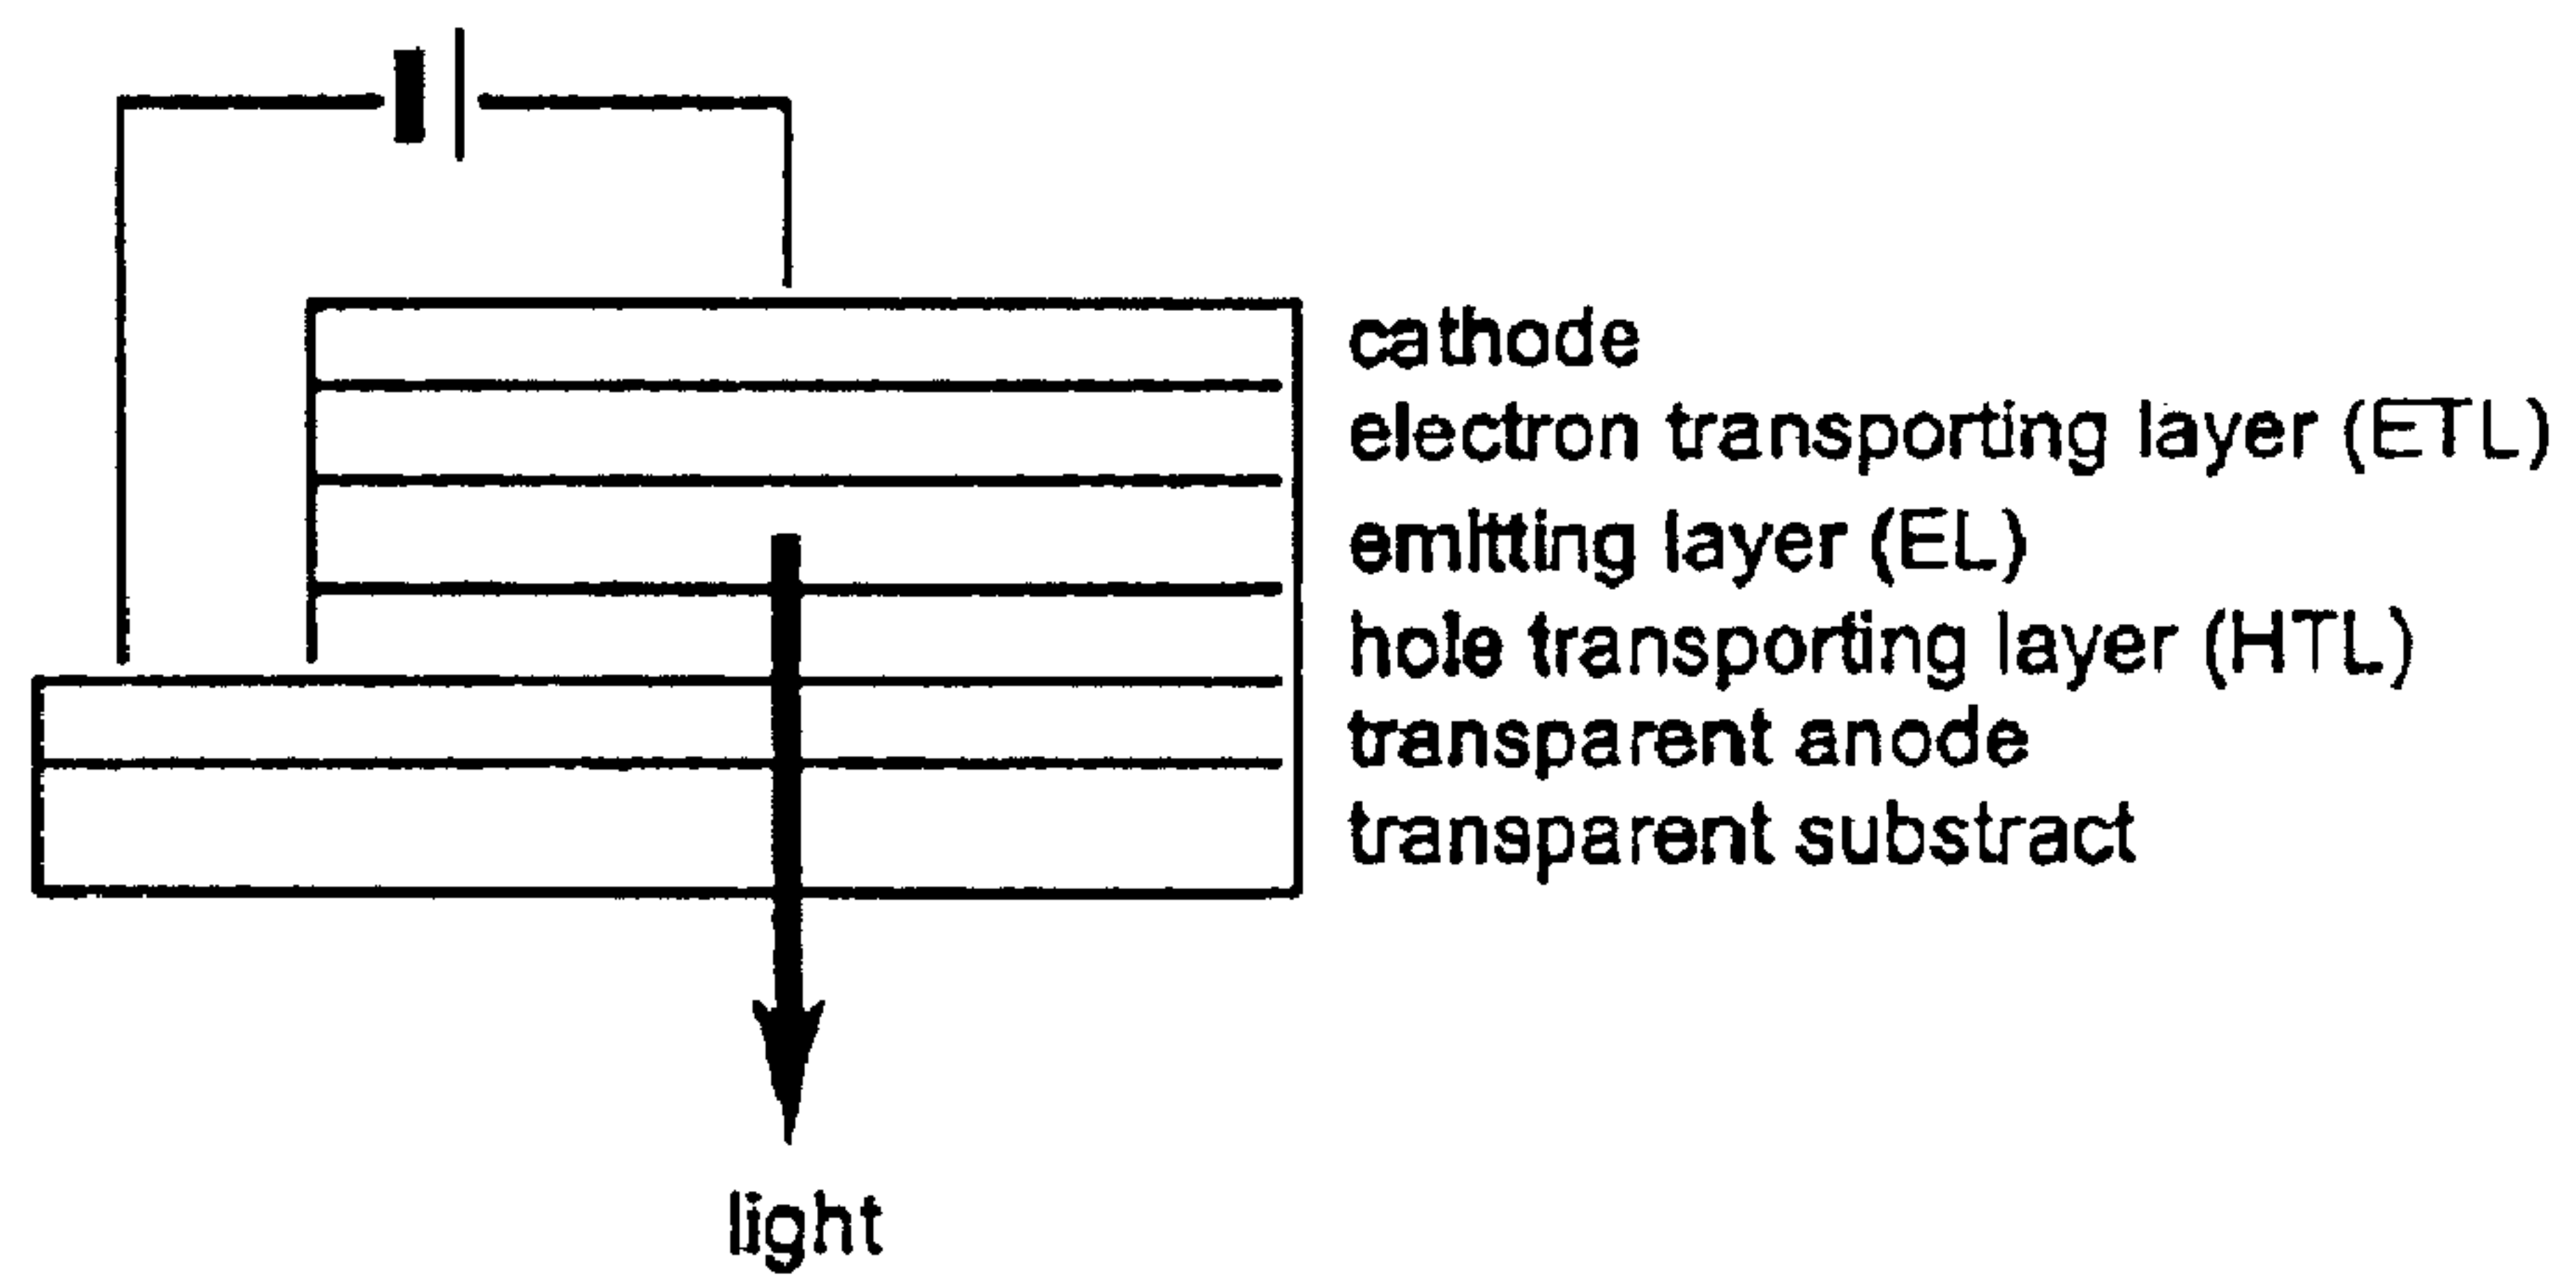 cathode
electron transporting layer (ETL)
emitting layer (EL)
hole transporting layer (HTL)
transparent anode
transparent substract
light